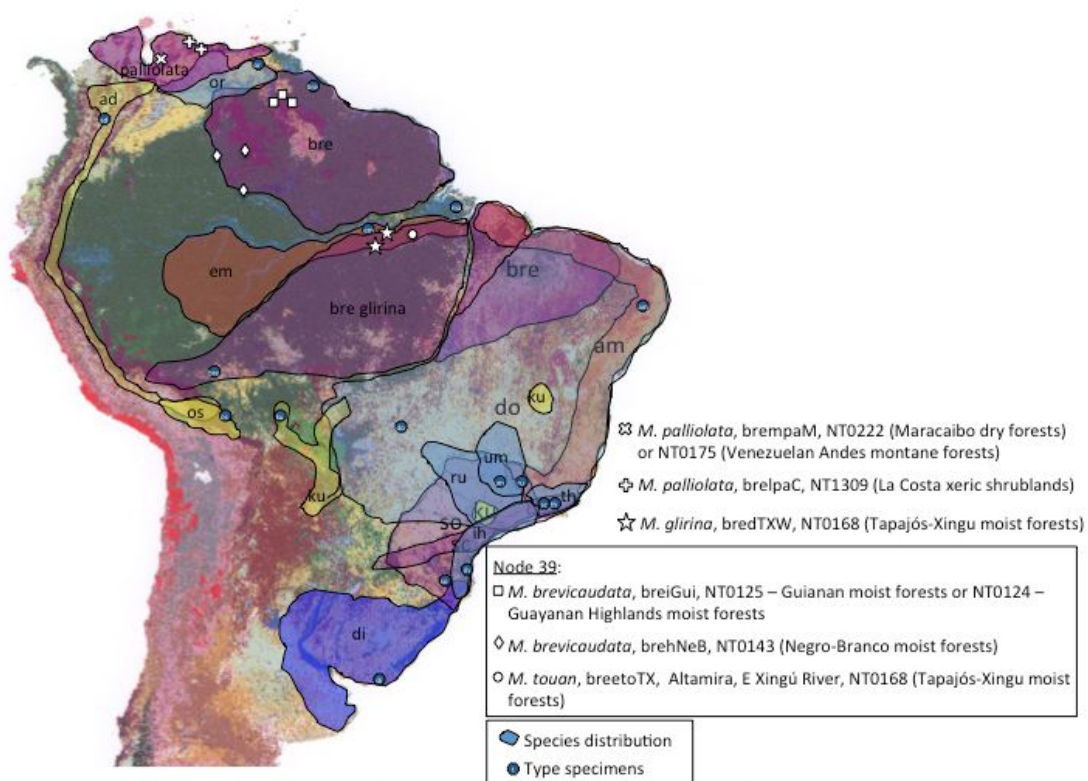 palliolata
or
ad
bre
em
bre
bre glirina
am
os
ku
do
um
ku
ru
th
ku
so
ih
di
M. palliolata, brempaM, NT0222 (Maracaibo dry forests)
or NT0175 (Venezuelan Andes montane forests)
M. palliolata, brelpaC, NT1309 (La Costa xeric shrublands)
M. glirina, bredTXW, NT0168 (Tapajós-Xingu moist forests)
Node 39:
M. brevicaudata, breiGui, NT0125 – Guianan moist forests or NT0124 –
Guayanan Highlands moist forests
M. brevicaudata, brehNeB, NT0143 (Negro-Branco moist forests)
M. touan, breetoTX, Altamira, E Xingú River, NT0168 (Tapajós-Xingu moist
forests)
Species distribution
Type specimens